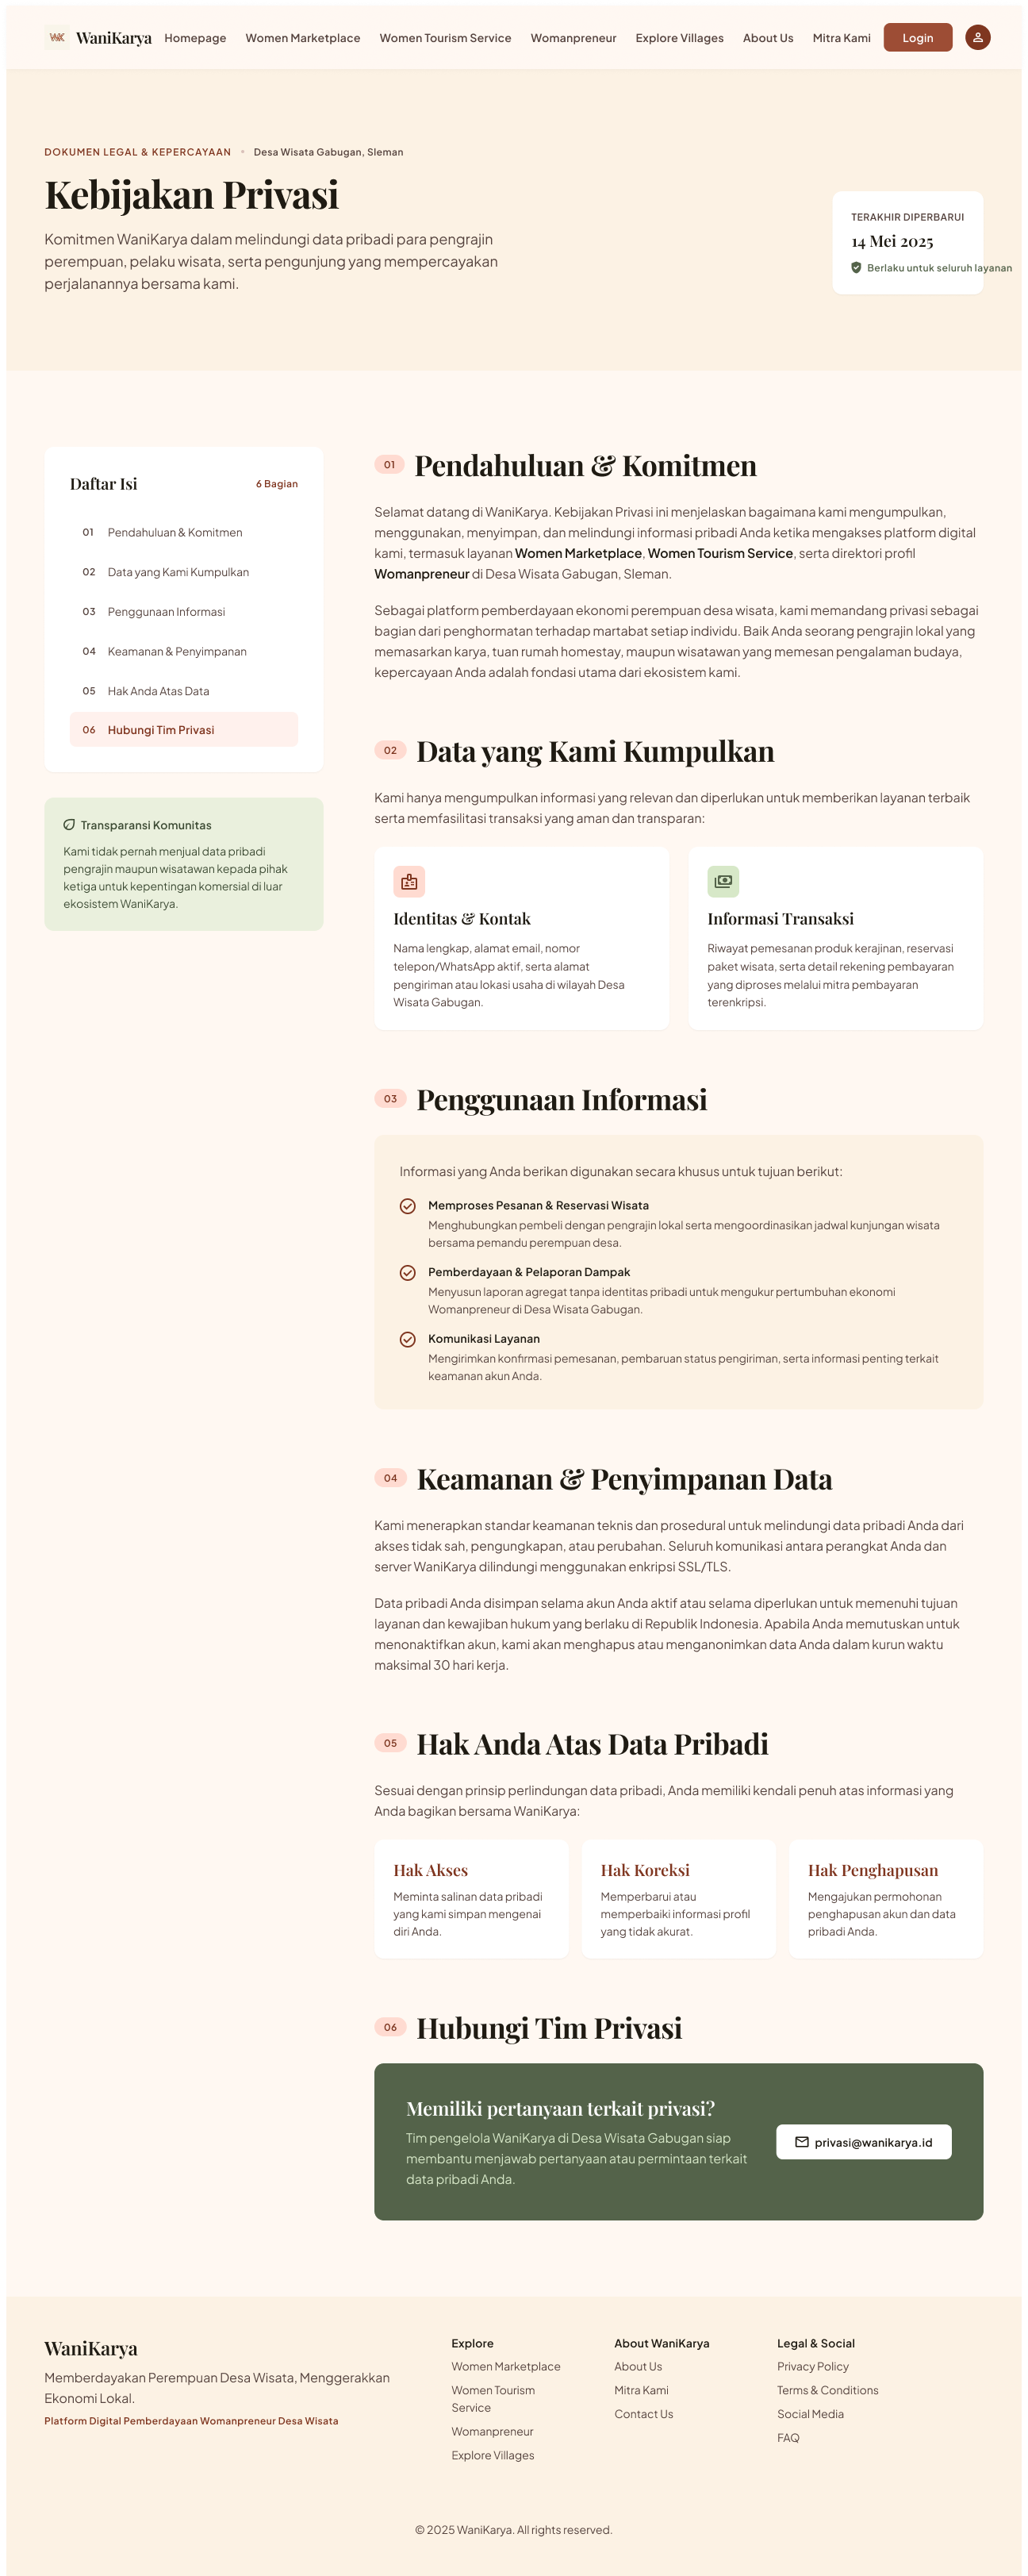 WK WaniKarya Homepage Women Marketplace Women Tourism Service Womanpreneur Explore Villages About Us Mitra Kami Login
DOKUMEN LEGAL & KEPERCAYAAN • Desa Wisata Gabugan, Sleman
Kebijakan Privasi
Komitmen WaniKarya dalam melindungi data pribadi para pengrajin
perempuan, pelaku wisata, serta pengunjung yang mempercayakan
perjalanannya bersama kami.
TERAKHIR DIPERBARUI
14 Mei 2025
Berlaku untuk seluruh layanan
Daftar Isi 6 Bagian
01 Pendahuluan & Komitmen
02 Data yang Kami Kumpulkan
03 Penggunaan Informasi
04 Keamanan & Penyimpanan
05 Hak Anda Atas Data
06 Hubungi Tim Privasi
Transparansi Komunitas
Kami tidak pernah menjual data pribadi
pengrajin maupun wisatawan kepada pihak
ketiga untuk kepentingan komersial di luar
ekosistem WaniKarya.
01 Pendahuluan & Komitmen
Selamat datang di WaniKarya. Kebijakan Privasi ini menjelaskan bagaimana kami mengumpulkan,
menggunakan, menyimpan, dan melindungi informasi pribadi Anda ketika mengakses platform digital
kami, termasuk layanan Women Marketplace, Women Tourism Service, serta direktori profil
Womanpreneur di Desa Wisata Gabugan, Sleman.
Sebagai platform pemberdayaan ekonomi perempuan desa wisata, kami memandang privasi sebagai
bagian dari penghormatan terhadap martabat setiap individu. Baik Anda seorang pengrajin lokal yang
memasarkan karya, tuan rumah homestay, maupun wisatawan yang memesan pengalaman budaya,
kepercayaan Anda adalah fondasi utama dari ekosistem kami.
02 Data yang Kami Kumpulkan
Kami hanya mengumpulkan informasi yang relevan dan diperlukan untuk memberikan layanan terbaik
serta memfasilitasi transaksi yang aman dan transparan:
Identitas & Kontak
Nama lengkap, alamat email, nomor
telepon/WhatsApp aktif, serta alamat
pengiriman atau lokasi usaha di wilayah Desa
Wisata Gabugan.
Informasi Transaksi
Riwayat pemesanan produk kerajinan, reservasi
paket wisata, serta detail rekening pembayaran
yang diproses melalui mitra pembayaran
terenkripsi.
03 Penggunaan Informasi
Informasi yang Anda berikan digunakan secara khusus untuk tujuan berikut:
Memproses Pesanan & Reservasi Wisata
Menghubungkan pembeli dengan pengrajin lokal serta mengoordinasikan jadwal kunjungan wisata
bersama pemandu perempuan desa.
Pemberdayaan & Pelaporan Dampak
Menyusun laporan agregat tanpa identitas pribadi untuk mengukur pertumbuhan ekonomi
Womanpreneur di Desa Wisata Gabugan.
Komunikasi Layanan
Mengirimkan konfirmasi pemesanan, pembaruan status pengiriman, serta informasi penting terkait
keamanan akun Anda.
04 Keamanan & Penyimpanan Data
Kami menerapkan standar keamanan teknis dan prosedural untuk melindungi data pribadi Anda dari
akses tidak sah, pengungkapan, atau perubahan. Seluruh komunikasi antara perangkat Anda dan
server WaniKarya dilindungi menggunakan enkripsi SSL/TLS.
Data pribadi Anda disimpan selama akun Anda aktif atau selama diperlukan untuk memenuhi tujuan
layanan dan kewajiban hukum yang berlaku di Republik Indonesia. Apabila Anda memutuskan untuk
menonaktifkan akun, kami akan menghapus atau menganonimkan data Anda dalam kurun waktu
maksimal 30 hari kerja.
05 Hak Anda Atas Data Pribadi
Sesuai dengan prinsip perlindungan data pribadi, Anda memiliki kendali penuh atas informasi yang
Anda bagikan bersama WaniKarya:
Hak Akses
Meminta salinan data pribadi
yang kami simpan mengenai
diri Anda.
Hak Koreksi
Memperbarui atau
memperbaiki informasi profil
yang tidak akurat.
Hak Penghapusan
Mengajukan permohonan
penghapusan akun dan data
pribadi Anda.
06 Hubungi Tim Privasi
Memiliki pertanyaan terkait privasi?
Tim pengelola WaniKarya di Desa Wisata Gabugan siap
membantu menjawab pertanyaan atau permintaan terkait
data pribadi Anda.
privasi@wanikarya.id
WaniKarya
Memberdayakan Perempuan Desa Wisata, Menggerakkan
Ekonomi Lokal.
Platform Digital Pemberdayaan Womanpreneur Desa Wisata
Explore
Women Marketplace
Women Tourism
Service
Womanpreneur
Explore Villages
About WaniKarya
About Us
Mitra Kami
Contact Us
Legal & Social
Privacy Policy
Terms & Conditions
Social Media
FAQ
© 2025 WaniKarya. All rights reserved.